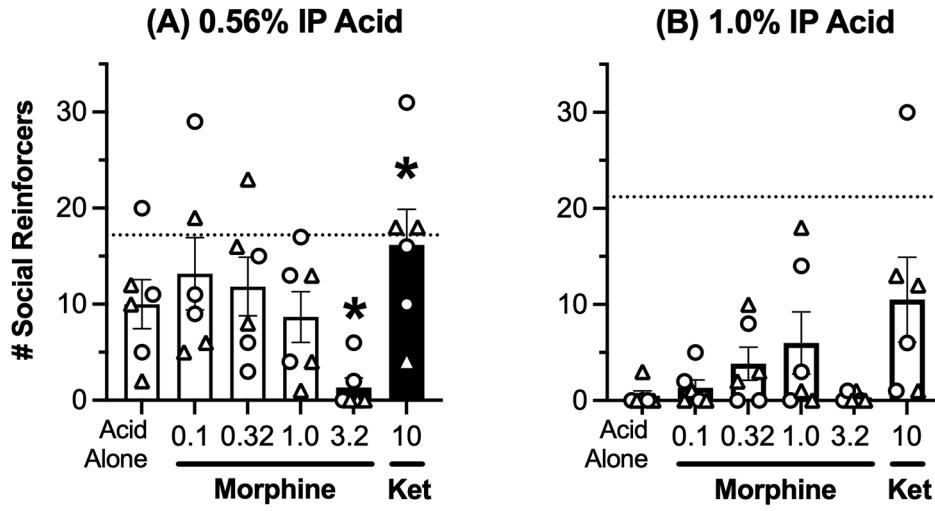 (A) 0.56% IP Acid
# Social Reinforcers
30
20
10
0
*
*
Acid
Alone
0.1 0.32 1.0 3.2 10
Morphine Ket
(B) 1.0% IP Acid
30
20
10
0
Acid
Alone
0.1 0.32 1.0 3.2 10
Morphine Ket